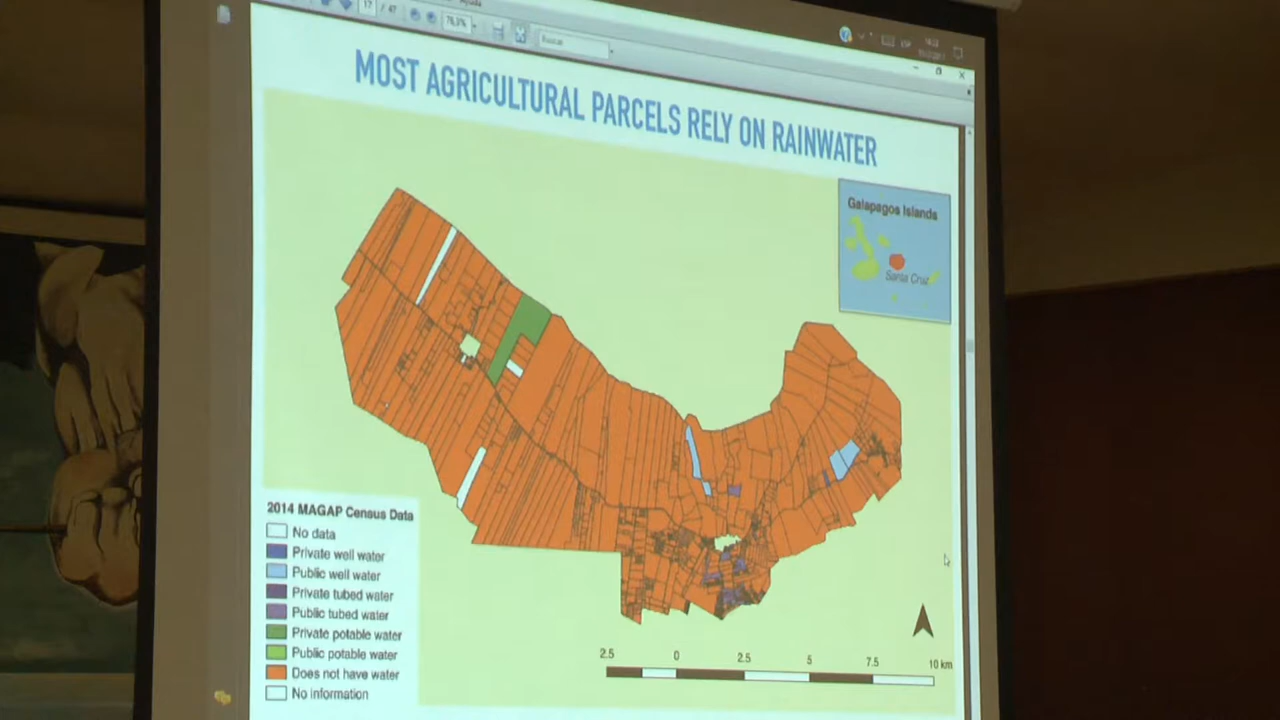 17 / 47
MOST AGRICULTURAL PARCELS RELY ON RAINWATER
Galapagos Islands
Santa Cruz
2014 MAGAP Census Data
No data
Private well water
Public well water
Private tubed water
Public tubed water
Private potable water
Public potable water
Does not have water
No information
2.5 0 2.5 5 7.5 10 km